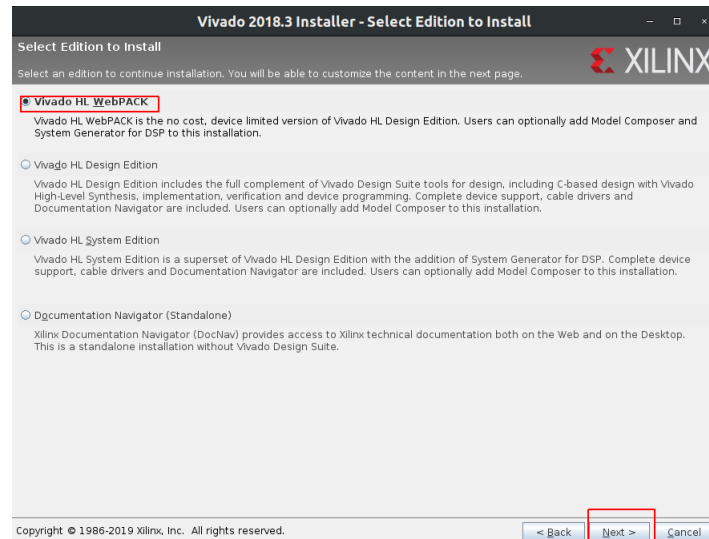 Vivado 2018.3 Installer - Select Edition to Install
Select Edition to Install
Select an edition to continue installation. You will be able to customize the content in the next page.
XILINX
Vivado HL WebPACK
Vivado HL WebPACK is the no cost, device limited version of Vivado HL Design Edition. Users can optionally add Model Composer and
System Generator for DSP to this installation.
Vivado HL Design Edition
Vivado HL Design Edition includes the full complement of Vivado Design Suite tools for design, including C-based design with Vivado
High-Level Synthesis, implementation, verification and device programming. Complete device support, cable drivers and
Documentation Navigator are included. Users can optionally add Model Composer to this installation.
Vivado HL System Edition
Vivado HL System Edition is a superset of Vivado HL Design Edition with the addition of System Generator for DSP. Complete device
support, cable drivers and Documentation Navigator are included. Users can optionally add Model Composer to this installation.
Documentation Navigator (Standalone)
Xilinx Documentation Navigator (DocNav) provides access to Xilinx technical documentation both on the Web and on the Desktop.
This is a standalone installation without Vivado Design Suite.
Copyright © 1986-2019 Xilinx, Inc. All rights reserved.
< Back
Next >
Cancel